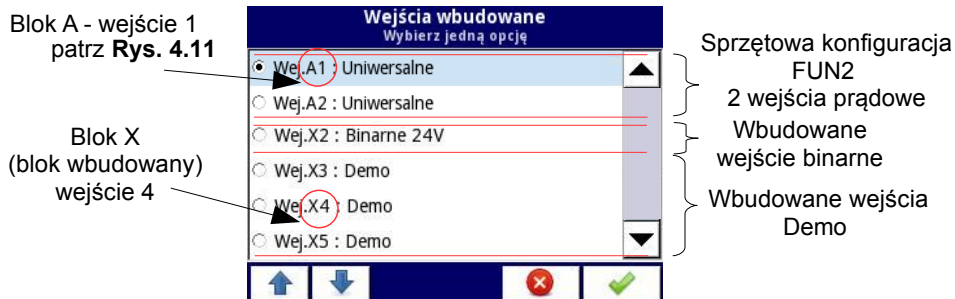 Blok A - wejście 1
patrz Rys. 4.11
Blok X
(blok wbudowany)
wejście 4
Wejścia wbudowane
Wybierz jedną opcję
Wej.A1 : Uniwersalne
Wej.A2 : Uniwersalne
Wej.X2 : Binarne 24V
Wej.X3 : Demo
Wej.X4 : Demo
Wej.X5 : Demo
Sprzętowa konfiguracja
FUN2
2 wejścia prądowe
Wbudowane
wejście binarne
Wbudowane wejścia
Demo